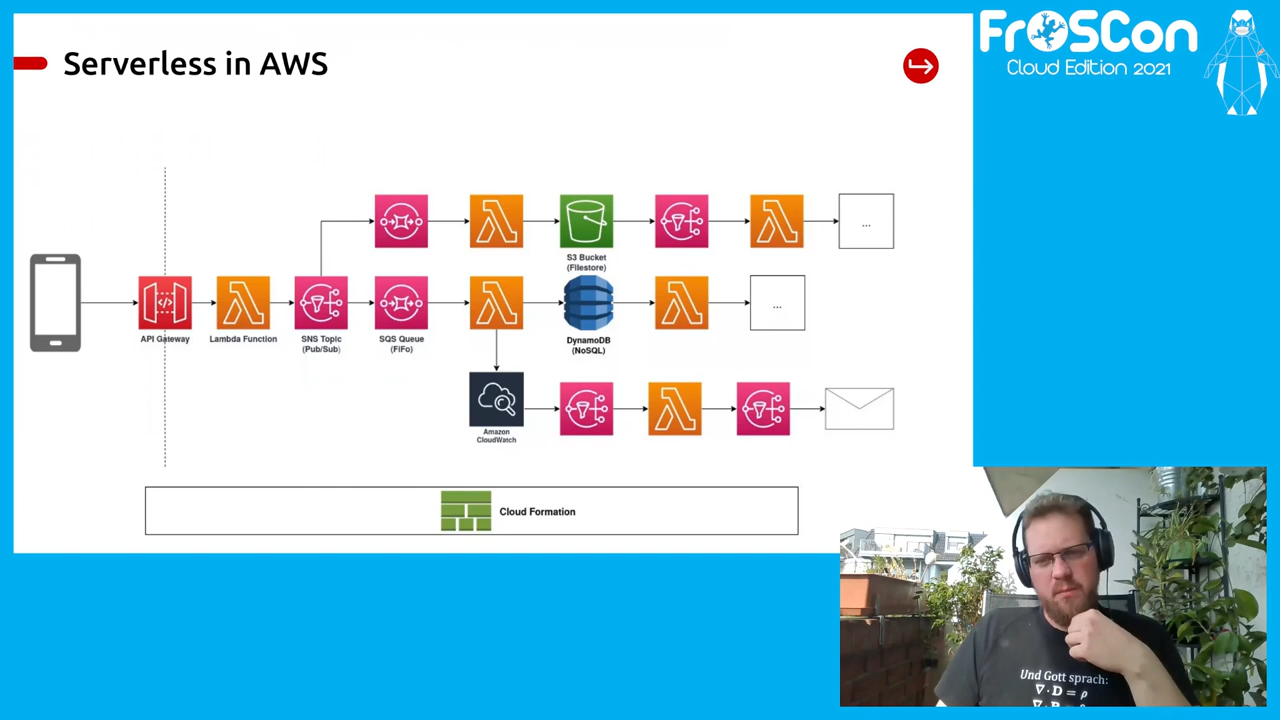 Serverless in AWS
FrOSCon
Cloud Edition 2021
...
S3 Bucket
(Filestore)
...
API Gateway
Lambda Function
SNS Topic
(Pub/Sub)
SQS Queue
(FiFo)
DynamoDB
(NoSQL)
Amazon
CloudWatch
Cloud Formation
Und Gott sprach:
∇ · D = ρ